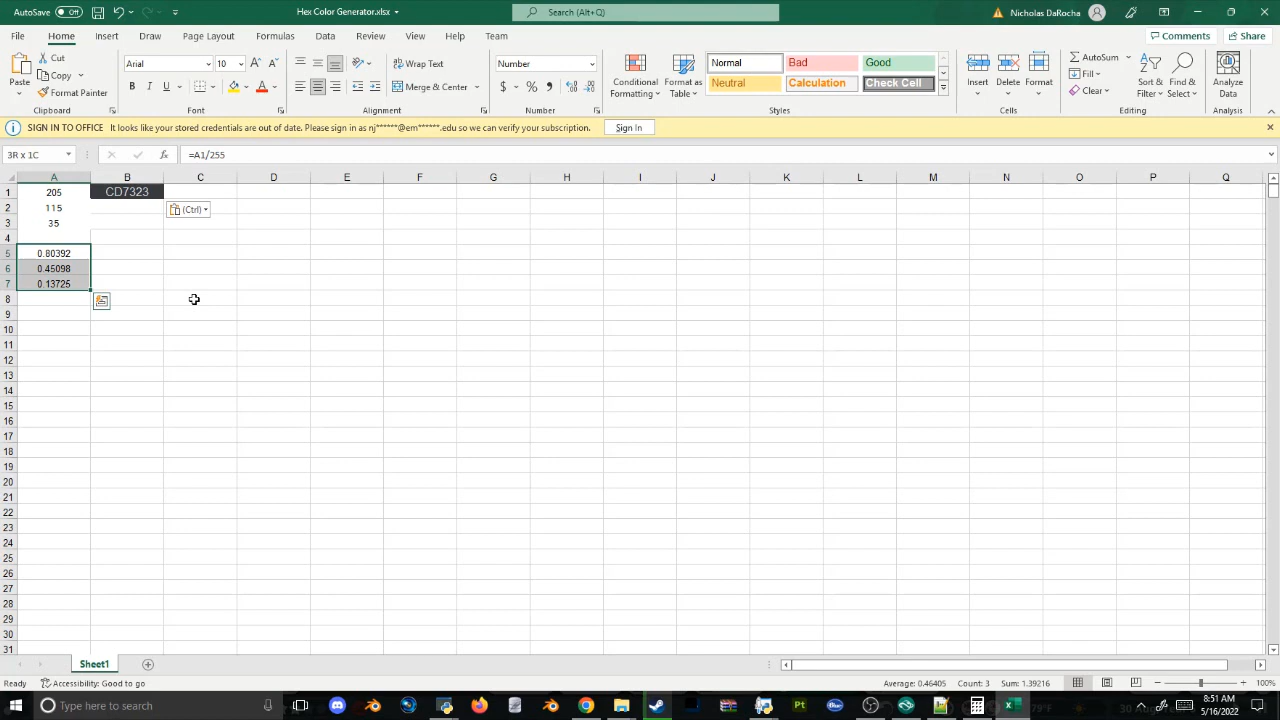 AutoSave Off Hex Color Generator.xlsx Search (Alt+Q) Nicholas DaRocha
File Home Insert Draw Page Layout Formulas Data Review View Help Team Comments Share
Paste Cut Copy Format Painter Arial 10 Wrap Text Merge & Center Number Conditional Formatting Format as Table Normal Bad Good Insert Delete Format AutoSum Fill Clear Sort & Filter Find & Select Analyze Data
B I U A $ % Neutral Calculation Check Cell
Clipboard Font Alignment Number Styles Cells Editing Analysis
SIGN IN TO OFFICE It looks like your stored credentials are out of date. Please sign in as nj******@em******.edu so we can verify your subscription. Sign In
3R x 1C fx =A1/255
A B C D E F G H I J K L M N O P Q
1 205 CD7323
2 115 (Ctrl)
3 35
4
5 0.80392
6 0.45098
7 0.13725
8
9
10
11
12
13
14
15
16
17
18
19
20
21
22
23
24
25
26
27
28
29
30
31
Sheet1
Ready Accessibility: Good to go Average: 0.46405 Count: 3 Sum: 1.39216 100%
Type here to search Pt 8:51 AM
5/16/2022